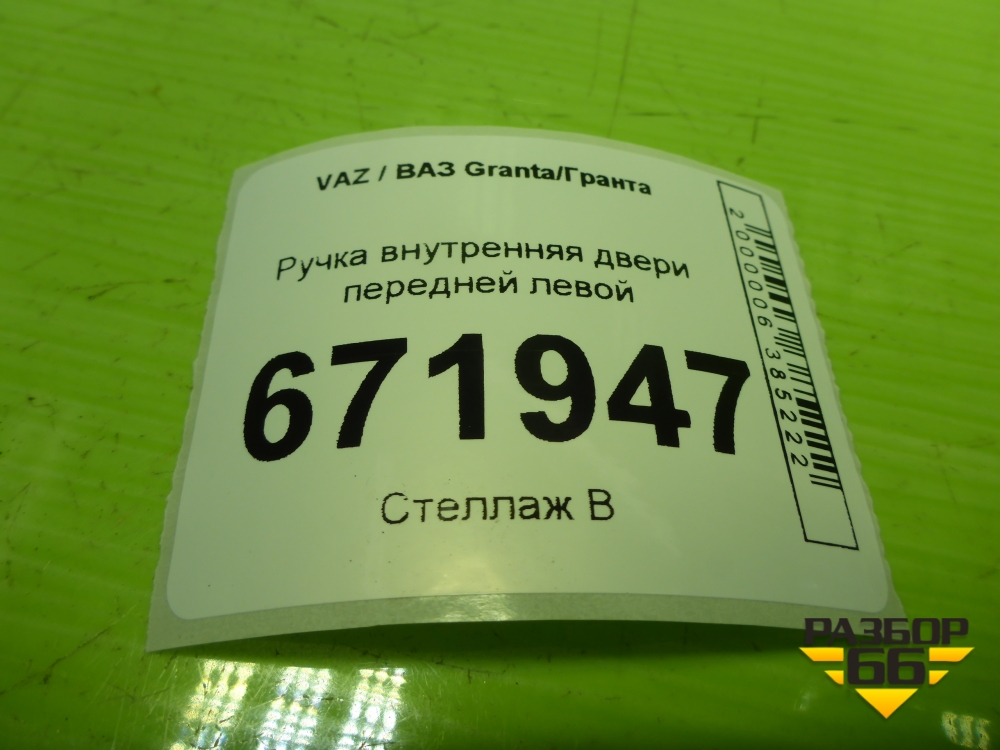 VAZ / ВАЗ Granta/Гранта
Ручка внутренняя двери
передней левой
671947
Стеллаж В
2000006385222
РАЗБОР
66